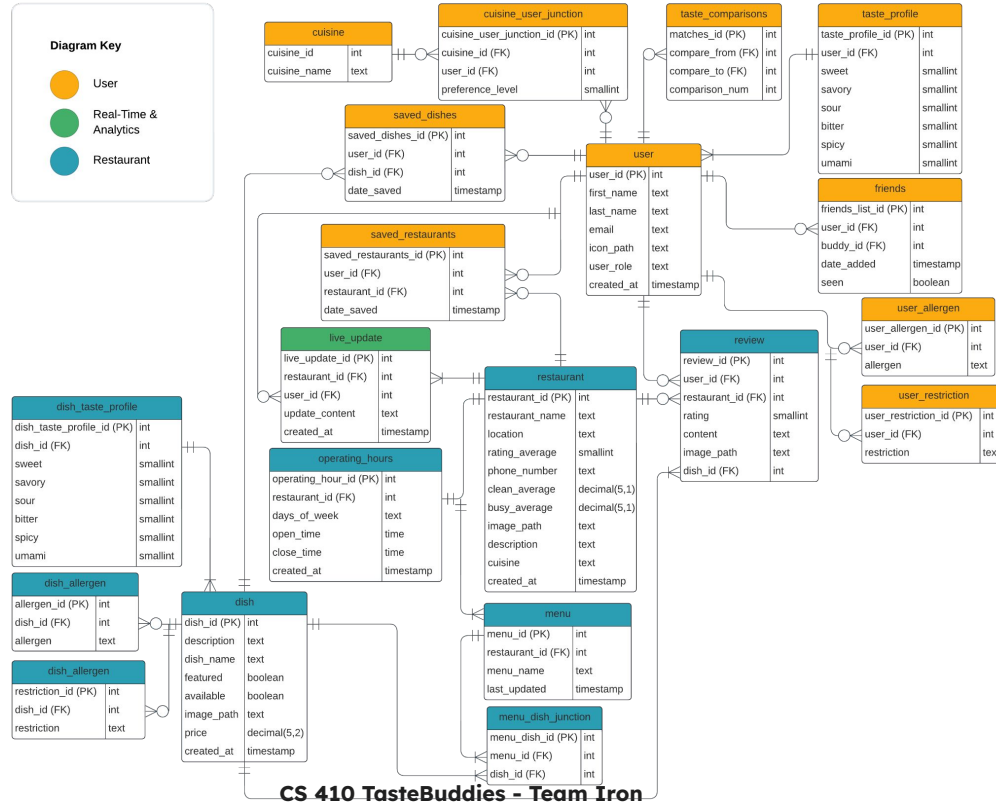 Diagram Key
User
Real-Time &
Analytics
Restaurant
cuisine
cuisine_id int
cuisine_name text
cuisine_user_junction
cuisine_user_junction_id (PK) int
cuisine_id (FK) int
user_id (FK) int
preference_level smallint
taste_comparisons
matches_id (PK) int
compare_from (FK) int
compare_to (FK) int
comparison_num int
taste_profile
taste_profile_id (PK) int
user_id (FK) int
sweet smallint
savory smallint
sour smallint
bitter smallint
spicy smallint
umami smallint
saved_dishes
saved_dishes_id (PK) int
user_id (FK) int
dish_id (FK) int
date_saved timestamp
user
user_id (PK) int
first_name text
last_name text
email text
icon_path text
user_role text
created_at timestamp
friends
friends_list_id (PK) int
user_id (FK) int
buddy_id (FK) int
date_added timestamp
seen boolean
saved_restaurants
saved_restaurants_id (PK) int
user_id (FK) int
restaurant_id (FK) int
date_saved timestamp
user_allergen
user_allergen_id (PK) int
user_id (FK) int
allergen text
live_update
live_update_id (PK) int
restaurant_id (FK) int
user_id (FK) int
update_content text
created_at timestamp
review
review_id (PK) int
user_id (FK) int
restaurant_id (FK) int
rating smallint
content text
image_path text
dish_id (FK) int
user_restriction
user_restriction_id (PK) int
user_id (FK) int
restriction text
restaurant
restaurant_id (PK) int
restaurant_name text
location text
rating_average smallint
phone_number text
clean_average decimal(5,1)
busy_average decimal(5,1)
image_path text
description text
cuisine text
created_at timestamp
dish_taste_profile
dish_taste_profile_id (PK) int
dish_id (FK) int
sweet smallint
savory smallint
sour smallint
bitter smallint
spicy smallint
umami smallint
operating_hours
operating_hour_id (PK) int
restaurant_id (FK) int
days_of_week text
open_time time
close_time time
created_at timestamp
dish_allergen
allergen_id (PK) int
dish_id (FK) int
allergen text
dish
dish_id (PK) int
description text
dish_name text
featured boolean
available boolean
image_path text
price decimal(5,2)
created_at timestamp
menu
menu_id (PK) int
restaurant_id (FK) int
menu_name text
last_updated timestamp
dish_allergen
restriction_id (PK) int
dish_id (FK) int
restriction text
menu_dish_junction
menu_dish_id (PK) int
menu_id (FK) int
dish_id (FK) int
CS 410 TasteBuddies - Team Iron